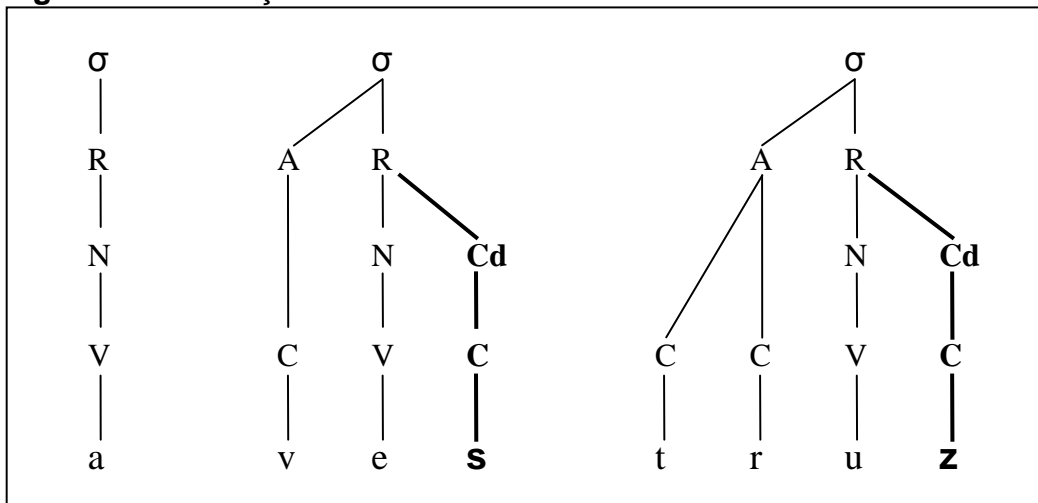 σ σ σ
R A R A R
N N Cd N Cd
V C V C C C V C
a v e s t r u z